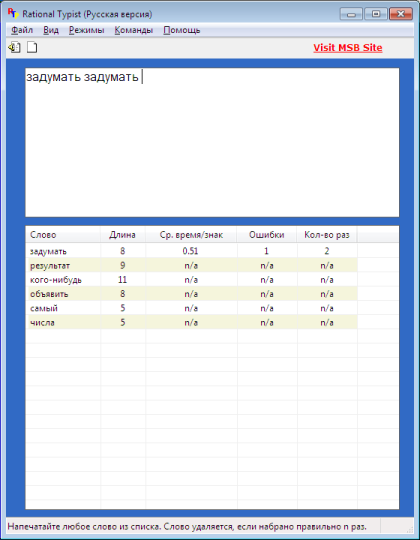 Rational Typist (Русская версия)
Файл Вид Режимы Команды Помощь
Visit MSB Site
задумать задумать
Слово Длина Ср. время/знак Ошибки Кол-во раз
задумать 8 0.51 1 2
результат 9 n/a n/a n/a
кого-нибудь 11 n/a n/a n/a
объявить 8 n/a n/a n/a
самый 5 n/a n/a n/a
числа 5 n/a n/a n/a
Напечатайте любое слово из списка. Слово удаляется, если набрано правильно n раз.